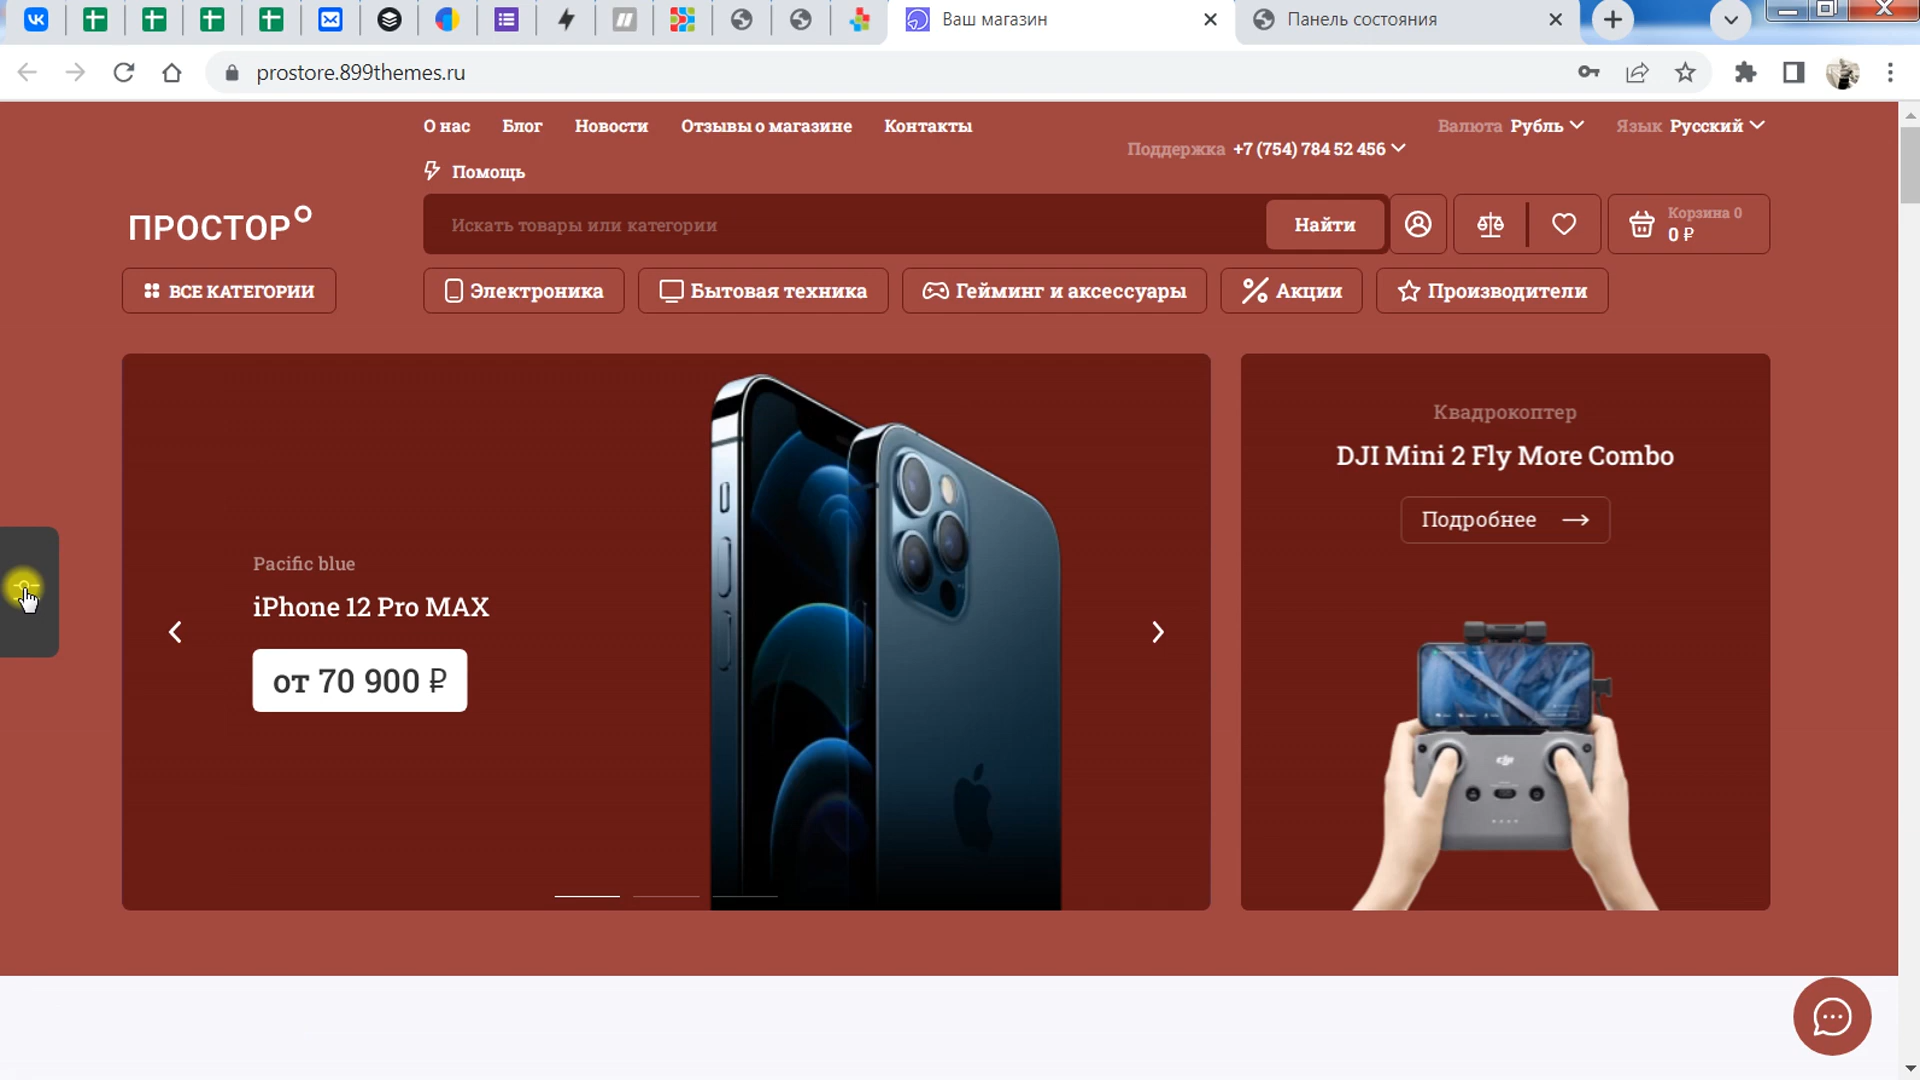 Ваш магазин
Панель состояния
prostore.899themes.ru
О нас
Блог
Новости
Отзывы о магазине
Контакты
Помощь
Поддержка +7 (754) 784 52 456
Валюта Рубль
Язык Русский
ПРОСТОР
Искать товары или категории
Найти
Корзина 0
0 ₽
ВСЕ КАТЕГОРИИ
Электроника
Бытовая техника
Гейминг и аксессуары
Акции
Производители
Pacific blue
iPhone 12 Pro MAX
от 70 900 ₽
Квадрокоптер
DJI Mini 2 Fly More Combo
Подробнее
dji